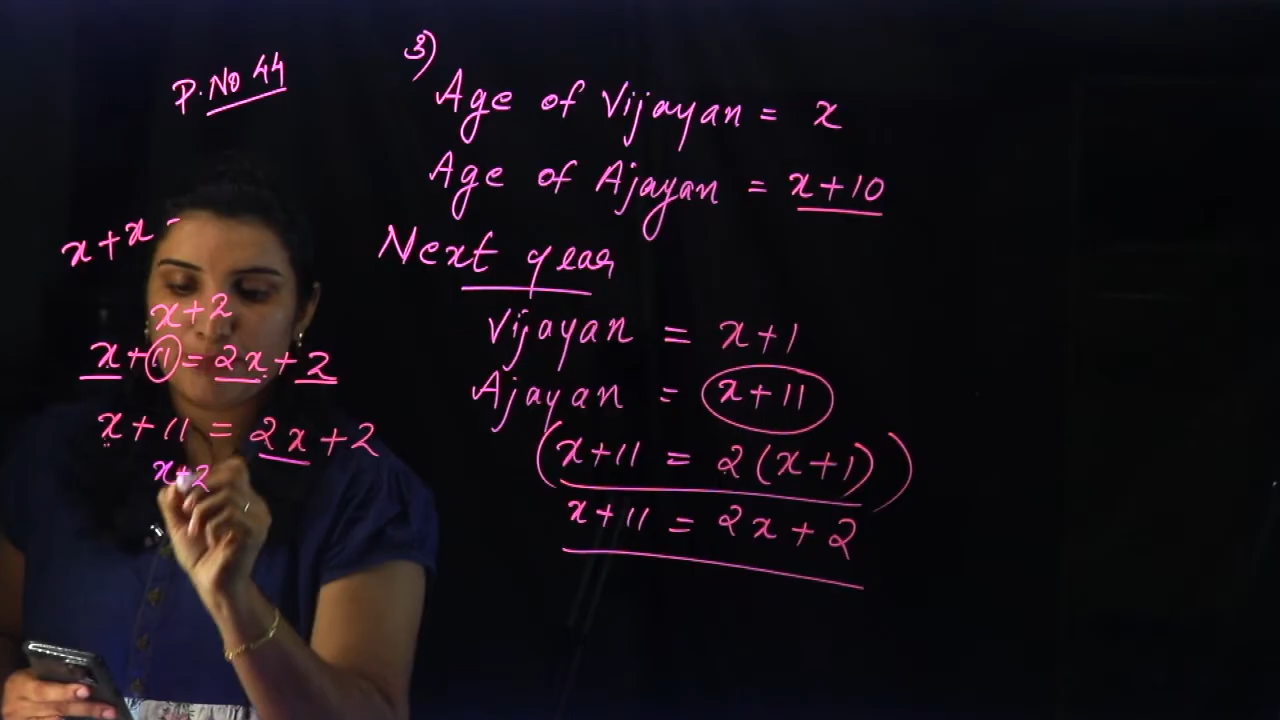 P.No 44
3)
Age of Vijayan = x
Age of Ajayan = x+10
Next year
Vijayan = x+1
Ajayan = x+11
(x+11 = 2(x+1))
x+11 = 2x+2
x+x =
x+2
x+11=2x+2
x+11=2x+2
x+2